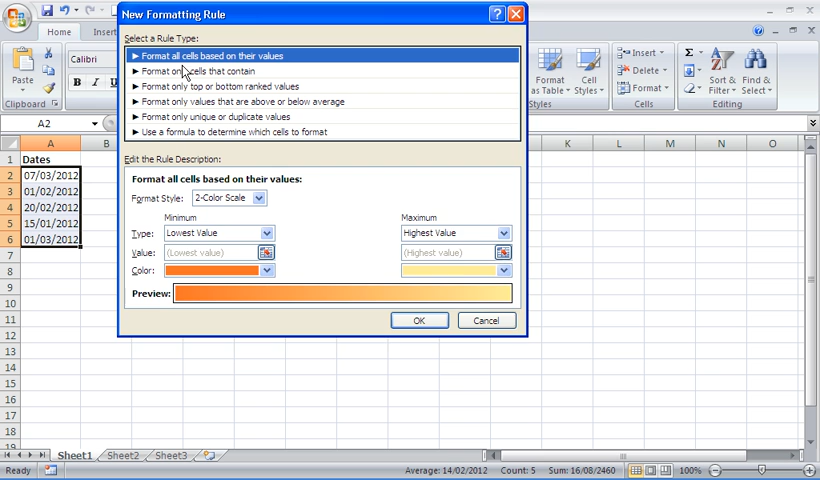 New Formatting Rule
?
Select a Rule Type:
► Format all cells based on their values
► Format only cells that contain
► Format only top or bottom ranked values
► Format only values that are above or below average
► Format only unique or duplicate values
► Use a formula to determine which cells to format
Edit the Rule Description:
Format all cells based on their values:
Format Style: 2-Color Scale
Minimum Maximum
Type: Lowest Value Highest Value
Value: (Lowest value) (Highest value)
Color:
Preview:
OK Cancel
Home
Paste
Clipboard
Calibri
B I
Format as Table
Cell Styles
Styles
Insert
Delete
Format
Cells
Σ
Sort & Filter
Find & Select
Editing
A2
A B K L M N O
1 Dates
2 07/03/2012
3 01/02/2012
4 20/02/2012
5 15/01/2012
6 01/03/2012
7
8
9
10
11
12
13
14
15
16
17
18
19
Sheet1 Sheet2 Sheet3
Ready Average: 14/02/2012 Count: 5 Sum: 16/08/2460 100%